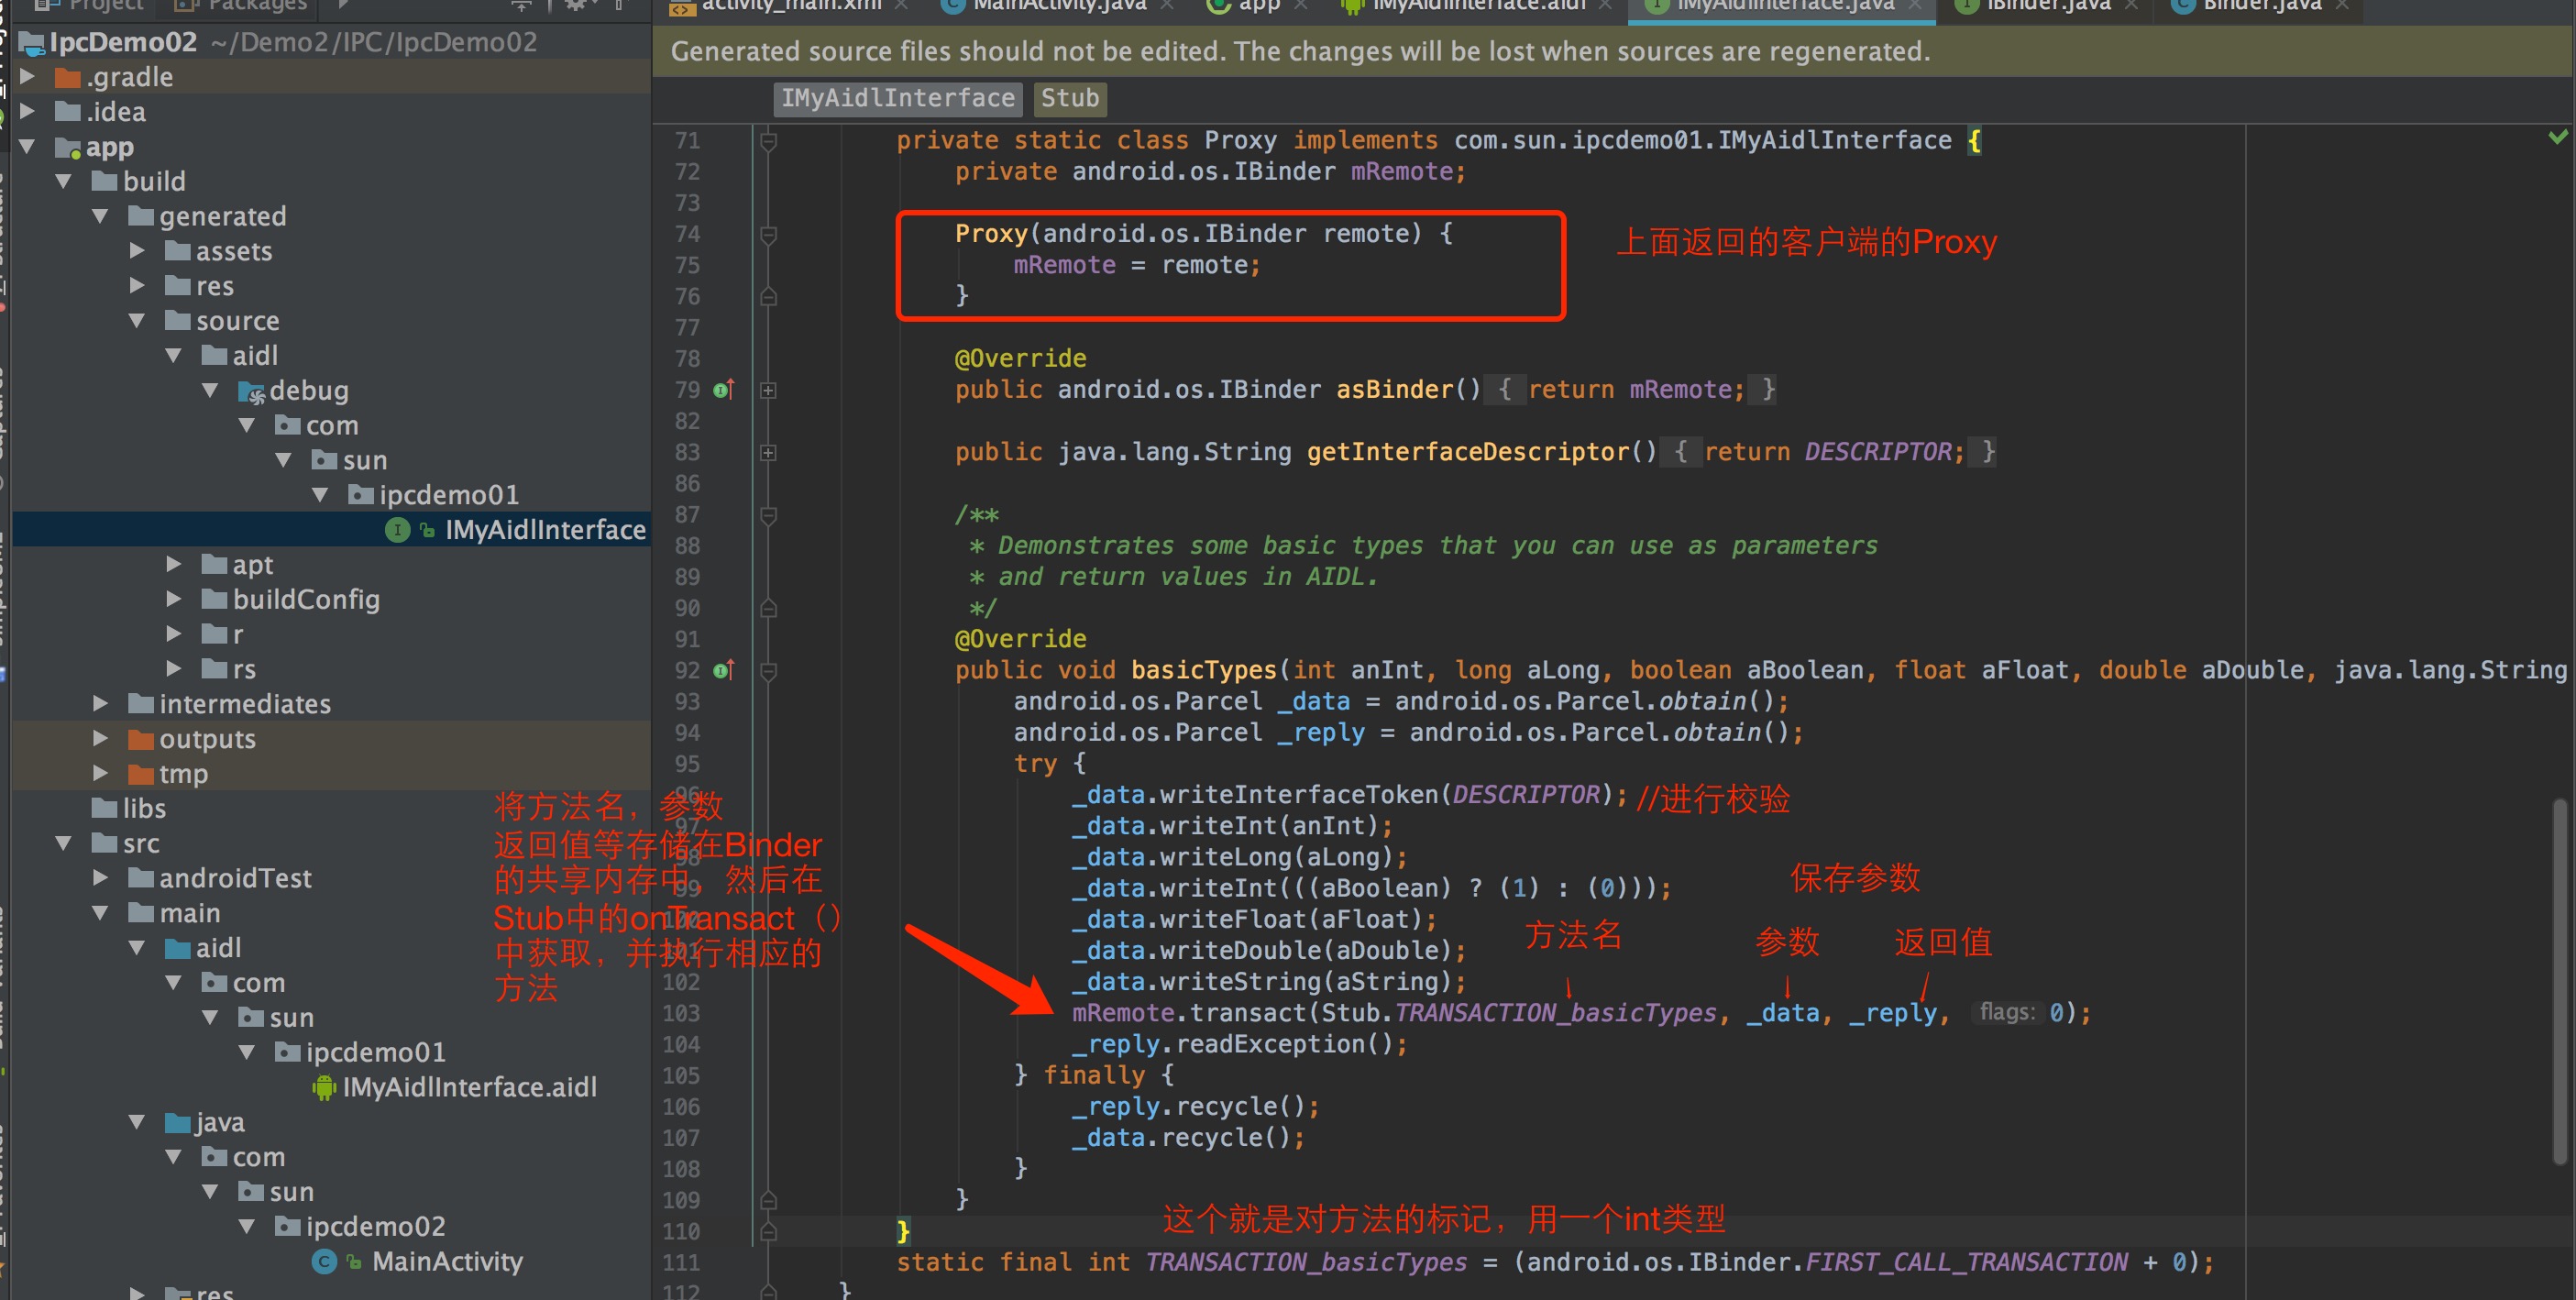 Project
Packages
activity_main.xml
MainActivity.java
app
IMyAidlInterface.aidl
IMyAidlInterface.java
IBinder.java
Binder.java
IpcDemo02 ~/Demo2/IPC/IpcDemo02
.gradle
.idea
app
build
generated
assets
res
source
aidl
debug
com
sun
ipcdemo01
IMyAidlInterface
apt
buildConfig
r
rs
intermediates
outputs
tmp
libs
src
androidTest
main
aidl
com
sun
ipcdemo01
IMyAidlInterface.aidl
java
com
sun
ipcdemo02
MainActivity
res
Generated source files should not be edited. The changes will be lost when sources are regenerated.
IMyAidlInterface Stub
71 private static class Proxy implements com.sun.ipcdemo01.IMyAidlInterface {
72 private android.os.IBinder mRemote;
73
74 Proxy(android.os.IBinder remote) {
上面返回的客户端的Proxy
75 mRemote = remote;
76 }
77
78 @Override
79 public android.os.IBinder asBinder() { return mRemote; }
82
83 public java.lang.String getInterfaceDescriptor() { return DESCRIPTOR; }
86
87 /**
88 * Demonstrates some basic types that you can use as parameters
89 * and return values in AIDL.
90 */
91 @Override
92 public void basicTypes(int anInt, long aLong, boolean aBoolean, float aFloat, double aDouble, java.lang.String
93 android.os.Parcel _data = android.os.Parcel.obtain();
94 android.os.Parcel _reply = android.os.Parcel.obtain();
95 try {
96 _data.writeInterfaceToken(DESCRIPTOR); //进行校验
97 _data.writeInt(anInt);
98 _data.writeLong(aLong);
99 _data.writeInt(((aBoolean) ? (1) : (0)));
保存参数
100 _data.writeFloat(aFloat);
方法名 参数 返回值
101 _data.writeDouble(aDouble);
102 _data.writeString(aString);
103 mRemote.transact(Stub.TRANSACTION_basicTypes, _data, _reply, flags: 0);
104 _reply.readException();
105 } finally {
106 _reply.recycle();
107 _data.recycle();
108 }
109 }
这个就是对方法的标记，用一个int类型
110 }
111 static final int TRANSACTION_basicTypes = (android.os.IBinder.FIRST_CALL_TRANSACTION + 0);
112 }
将方法名，参数
返回值等存储在Binder
的共享内存中，然后在
Stub中的onTransact（）
中获取，并执行相应的
方法